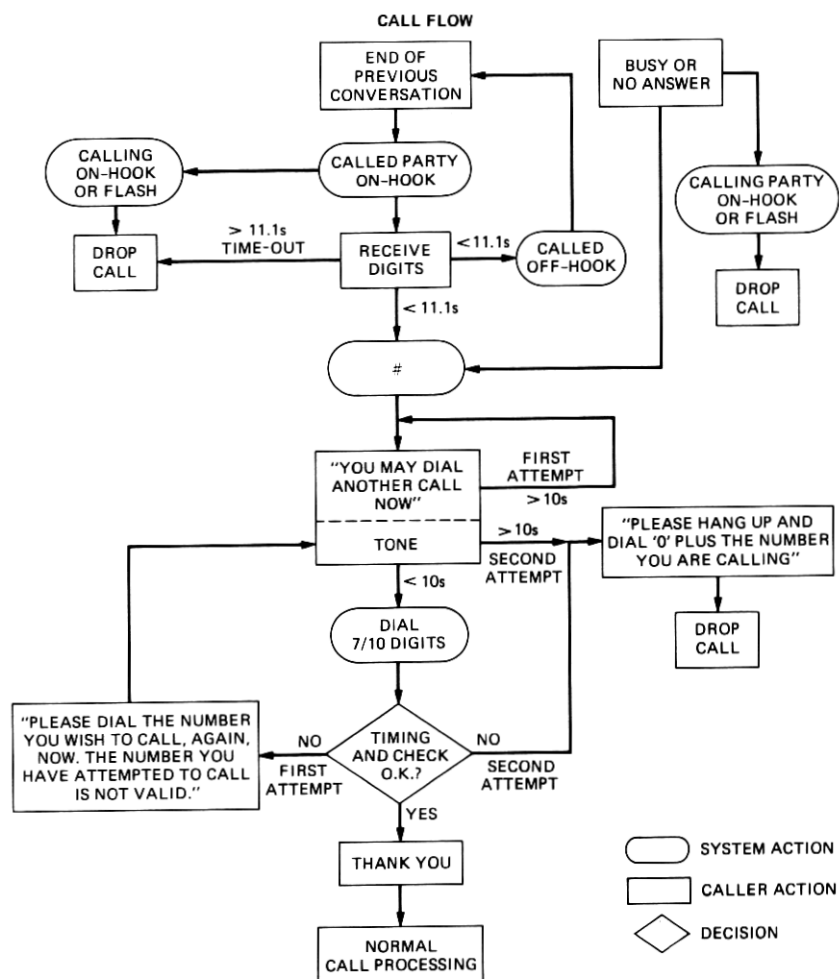 CALL FLOW
END OF
PREVIOUS
CONVERSATION
BUSY OR
NO ANSWER
CALLING
ON-HOOK
OR FLASH
CALLED PARTY
ON-HOOK
CALLING PARTY
ON-HOOK
OR FLASH
> 11.1s
TIME-OUT
DROP
CALL
RECEIVE
DIGITS
<11.1s
CALLED
OFF-HOOK
DROP
CALL
< 11.1s
#
"YOU MAY DIAL
ANOTHER CALL
NOW"
FIRST
ATTEMPT
>10s
TONE
>10s
SECOND
ATTEMPT
"PLEASE HANG UP AND
DIAL '0' PLUS THE NUMBER
YOU ARE CALLING"
< 10s
DIAL
7/10 DIGITS
DROP
CALL
"PLEASE DIAL THE NUMBER
YOU WISH TO CALL, AGAIN,
NOW. THE NUMBER YOU
HAVE ATTEMPTED TO CALL
IS NOT VALID."
NO
FIRST
ATTEMPT
TIMING
AND CHECK
O.K.?
NO
SECOND
ATTEMPT
YES
THANK YOU
NORMAL
CALL PROCESSING
SYSTEM ACTION
CALLER ACTION
DECISION